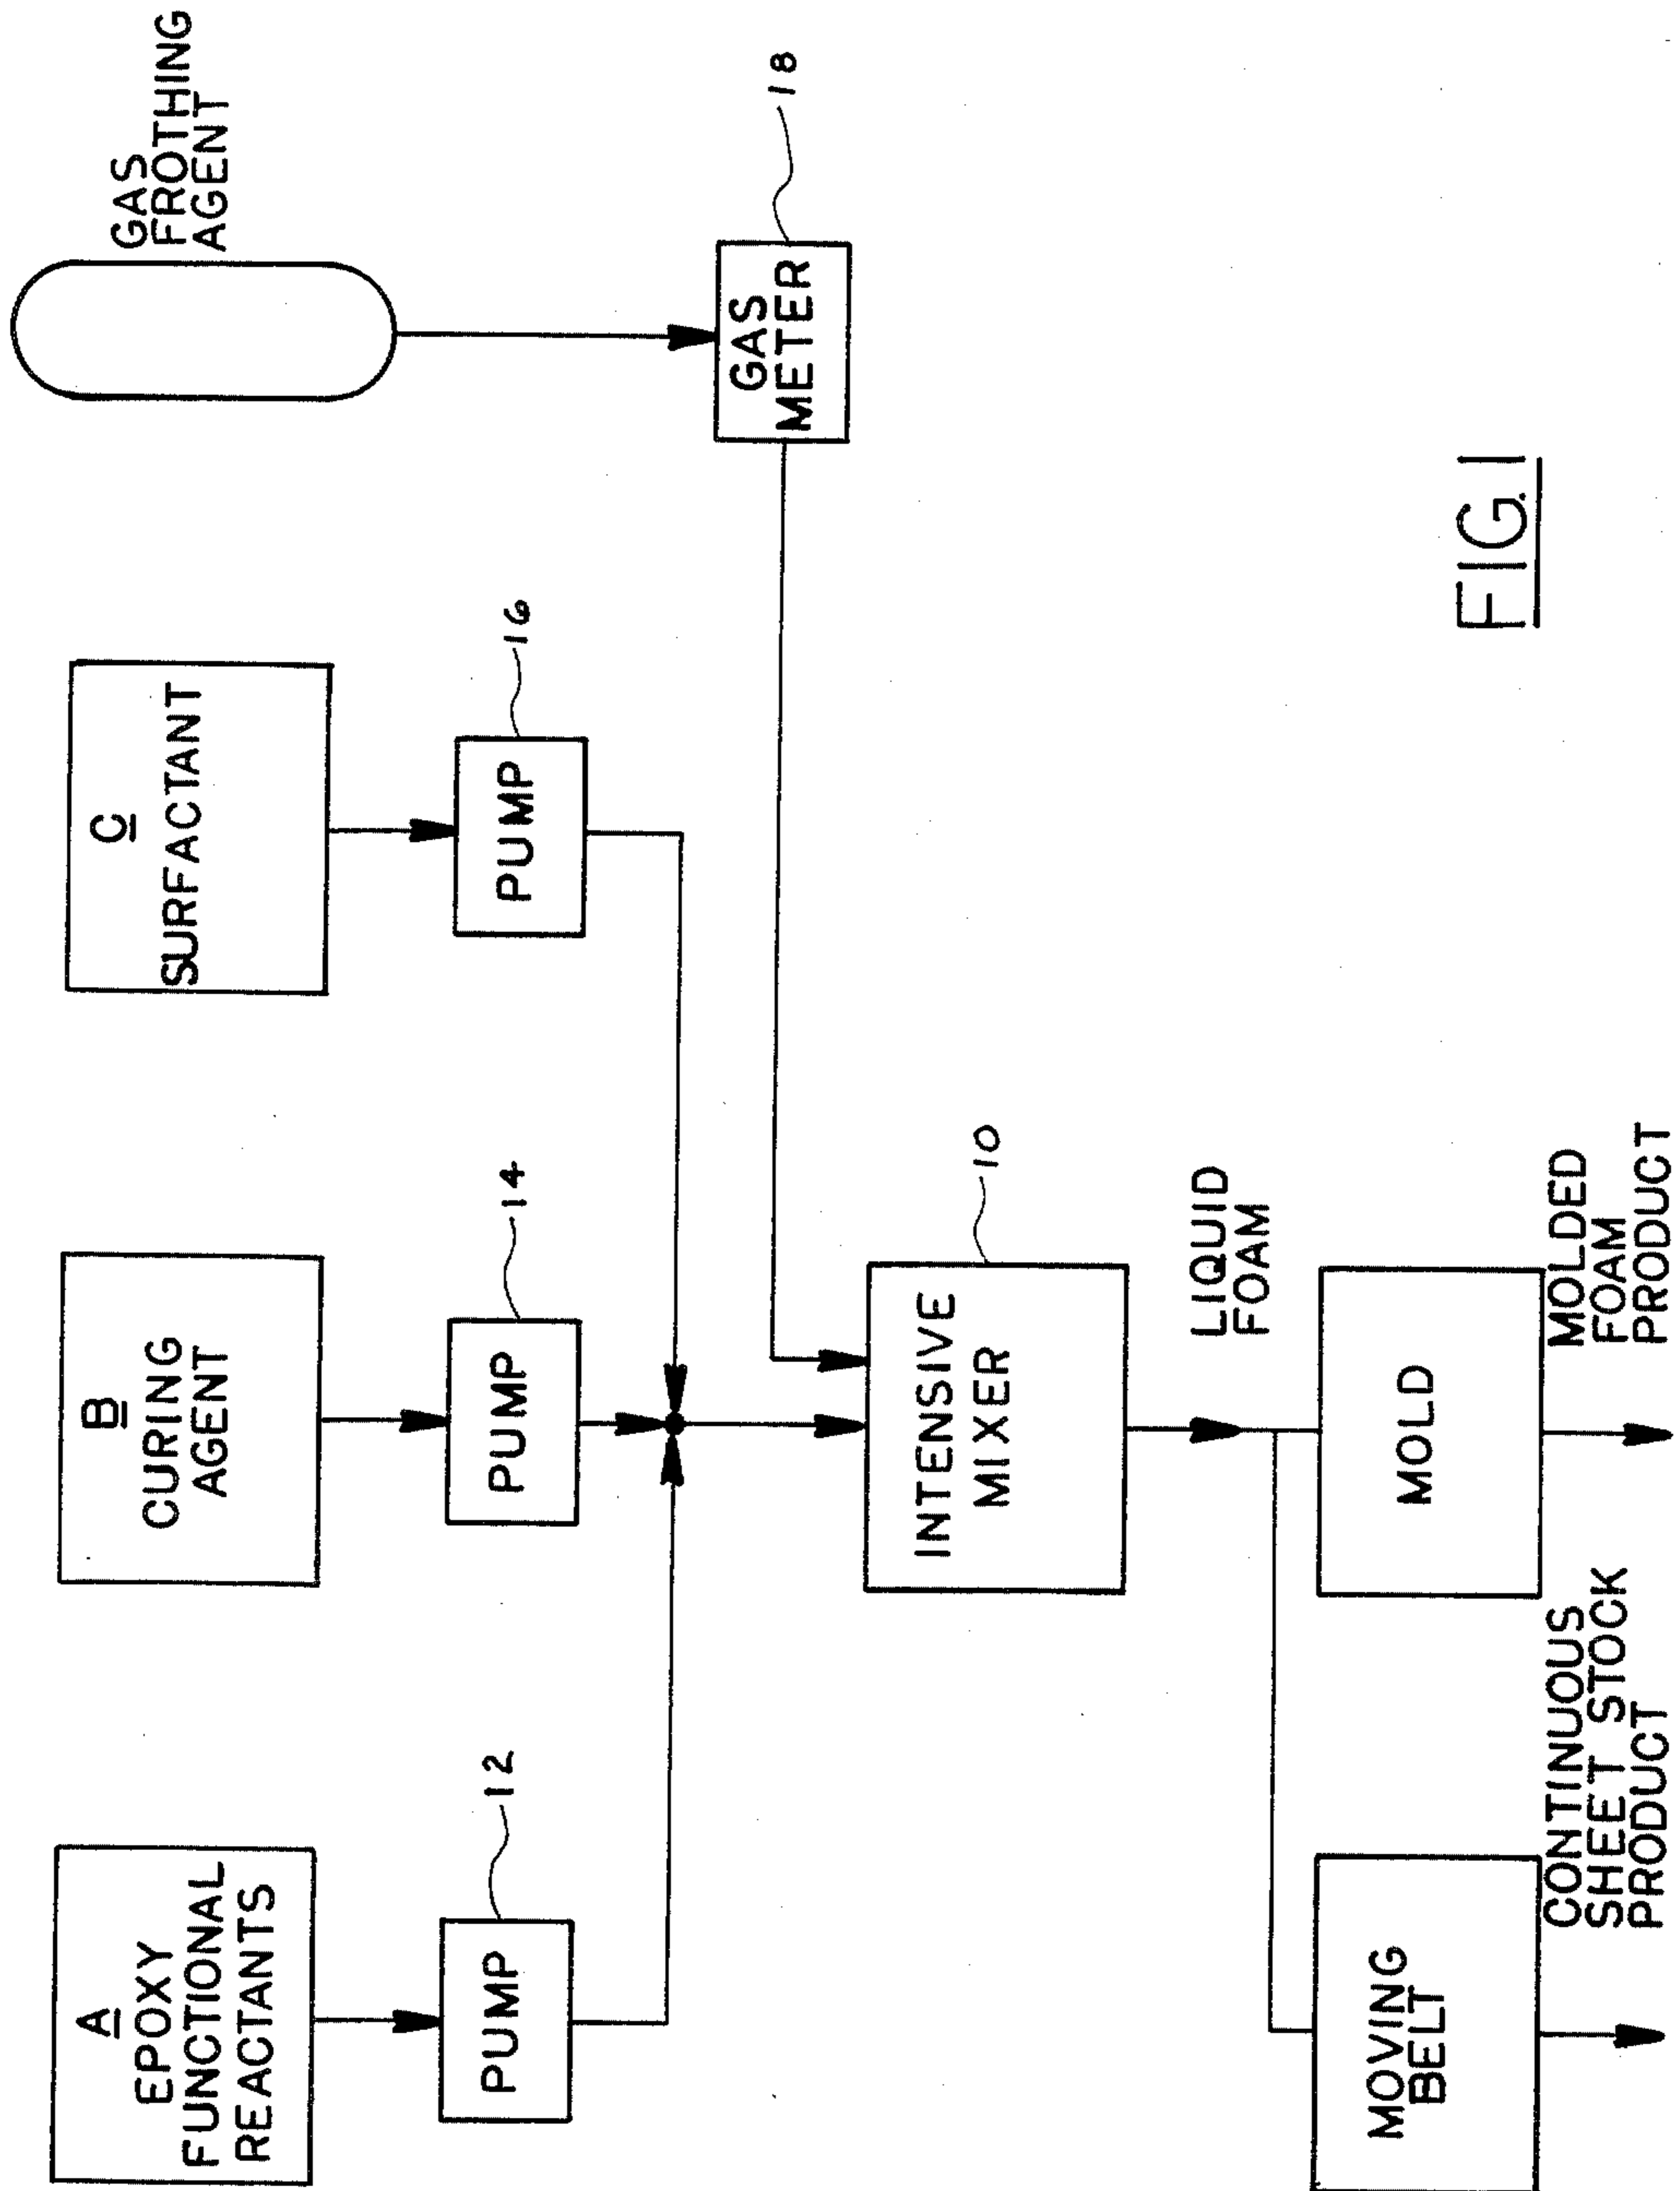 A
EPOXY
FUNCTIONAL
REACTANTS
B
CURING
AGENT
C
SURFACTANT
GAS
FROTHING
AGENT
PUMP
12
PUMP
14
PUMP
16
GAS
METER
18
INTENSIVE
MIXER
10
LIQUID
FOAM
MOVING
BELT
MOLD
CONTINUOUS
SHEET STOCK
PRODUCT
MOLDED
FOAM
PRODUCT
FIG. 1